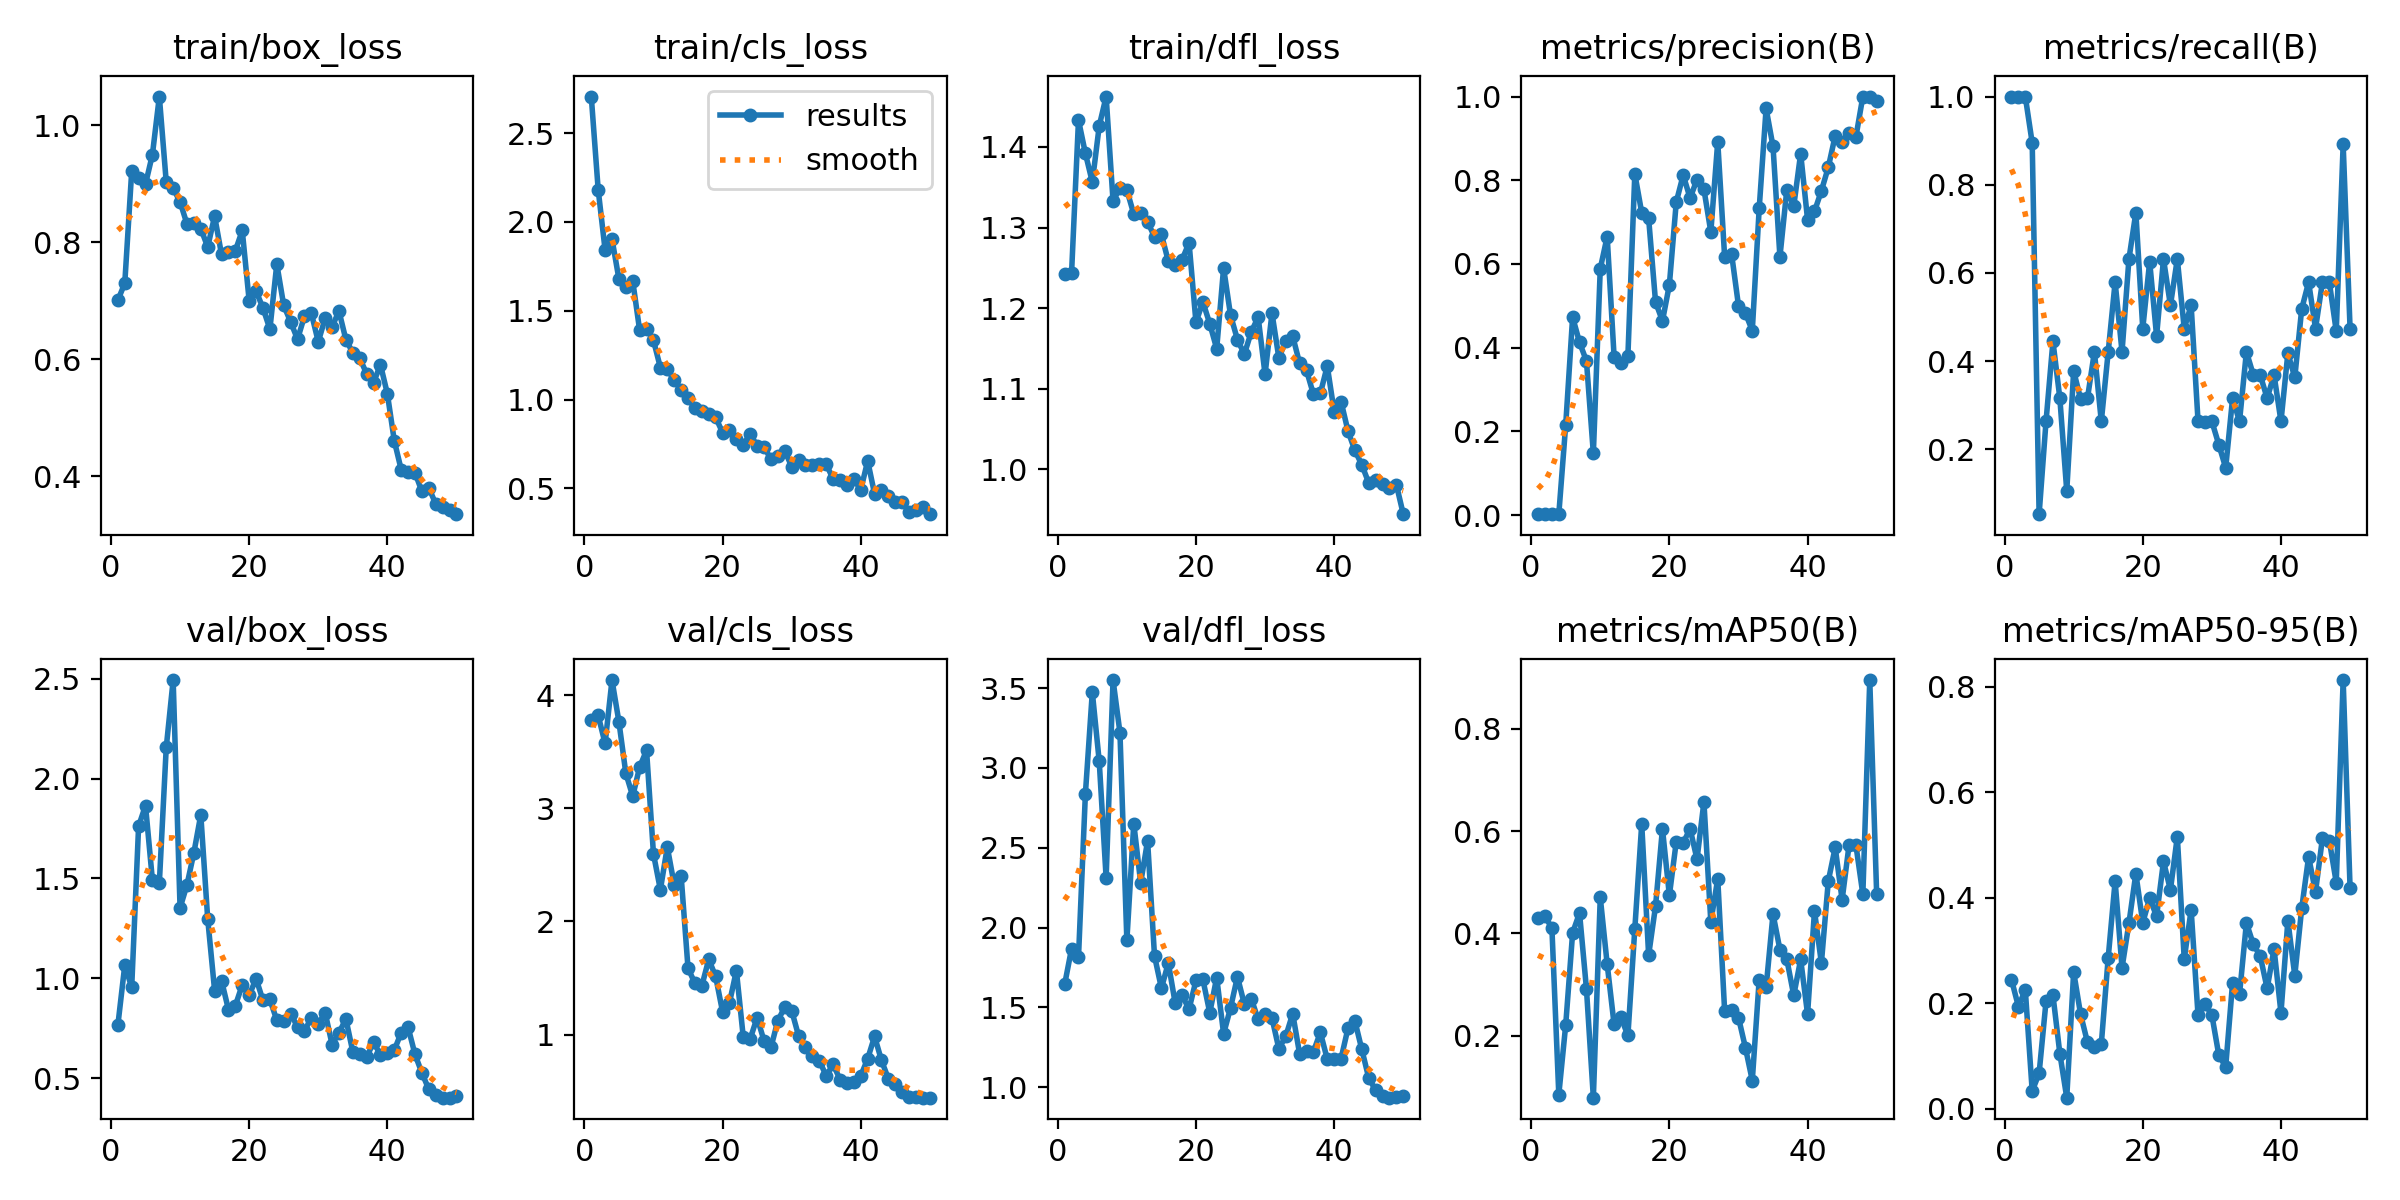 train/box_loss
train/cls_loss
train/dfl_loss
metrics/precision(B)
metrics/recall(B)
1.0
0.8
0.6
0.4
0 20 40
results
smooth
2.5
2.0
1.5
1.0
0.5
0 20 40
1.4
1.3
1.2
1.1
1.0
0 20 40
1.0
0.8
0.6
0.4
0.2
0.0
0 20 40
1.0
0.8
0.6
0.4
0.2
0 20 40
val/box_loss
val/cls_loss
val/dfl_loss
metrics/mAP50(B)
metrics/mAP50-95(B)
2.5
2.0
1.5
1.0
0.5
0 20 40
4
3
2
1
0 20 40
3.5
3.0
2.5
2.0
1.5
1.0
0 20 40
0.8
0.6
0.4
0.2
0 20 40
0.8
0.6
0.4
0.2
0.0
0 20 40